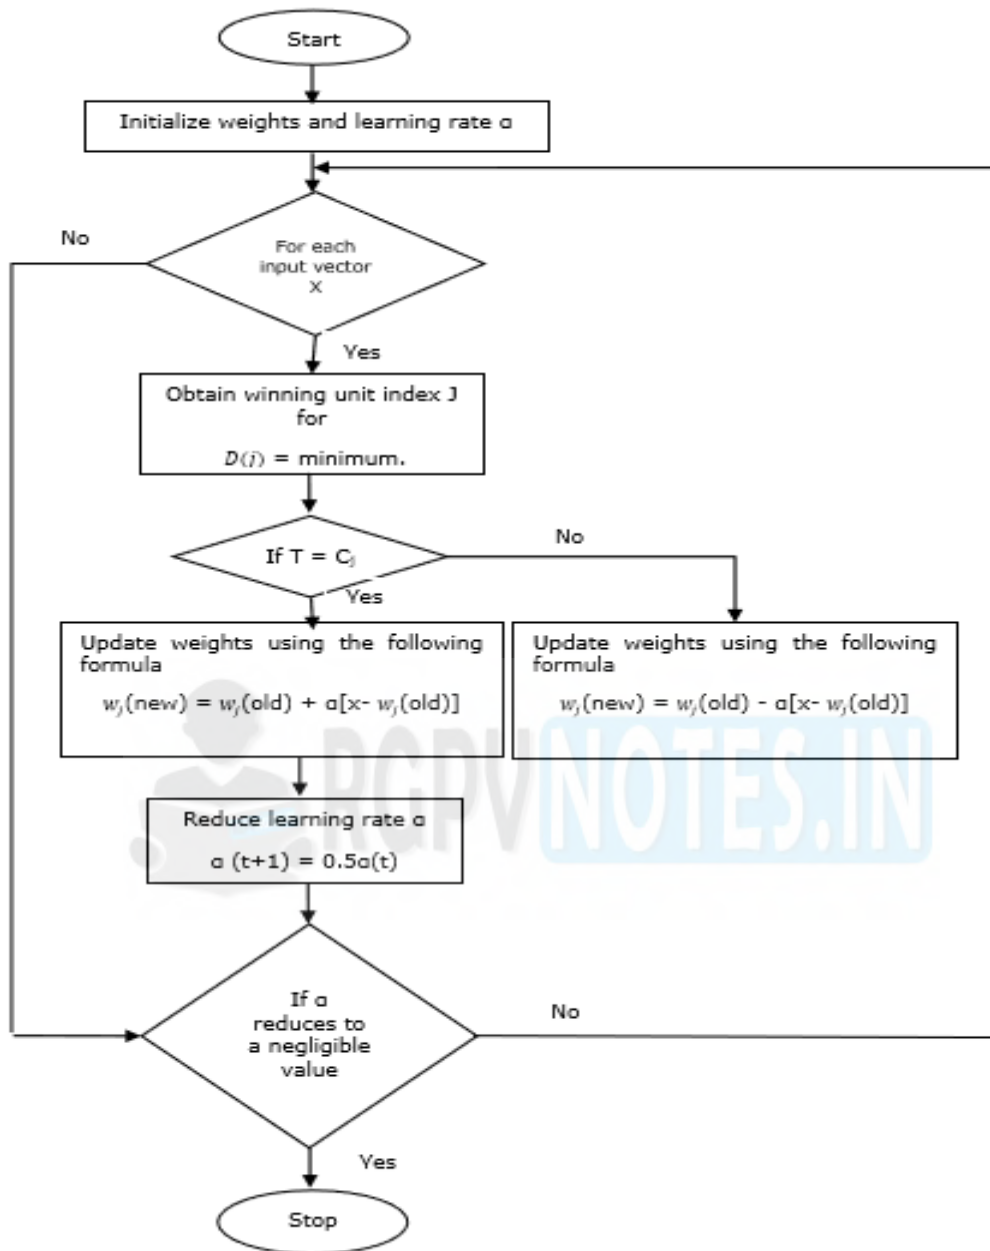 Start
Initialize weights and learning rate α
No
For each
input vector
X
Yes
Obtain winning unit index J
for
D(j) = minimum.
If T = Cⱼ
No
Yes
Update weights using the following
formula
wⱼ(new) = wⱼ(old) + α[x- wⱼ(old)]
Update weights using the following
formula
wⱼ(new) = wⱼ(old) - α[x- wⱼ(old)]
RGPVNOTES.IN
Reduce learning rate α
α (t+1) = 0.5α(t)
If α
reduces to
a negligible
value
No
Yes
Stop